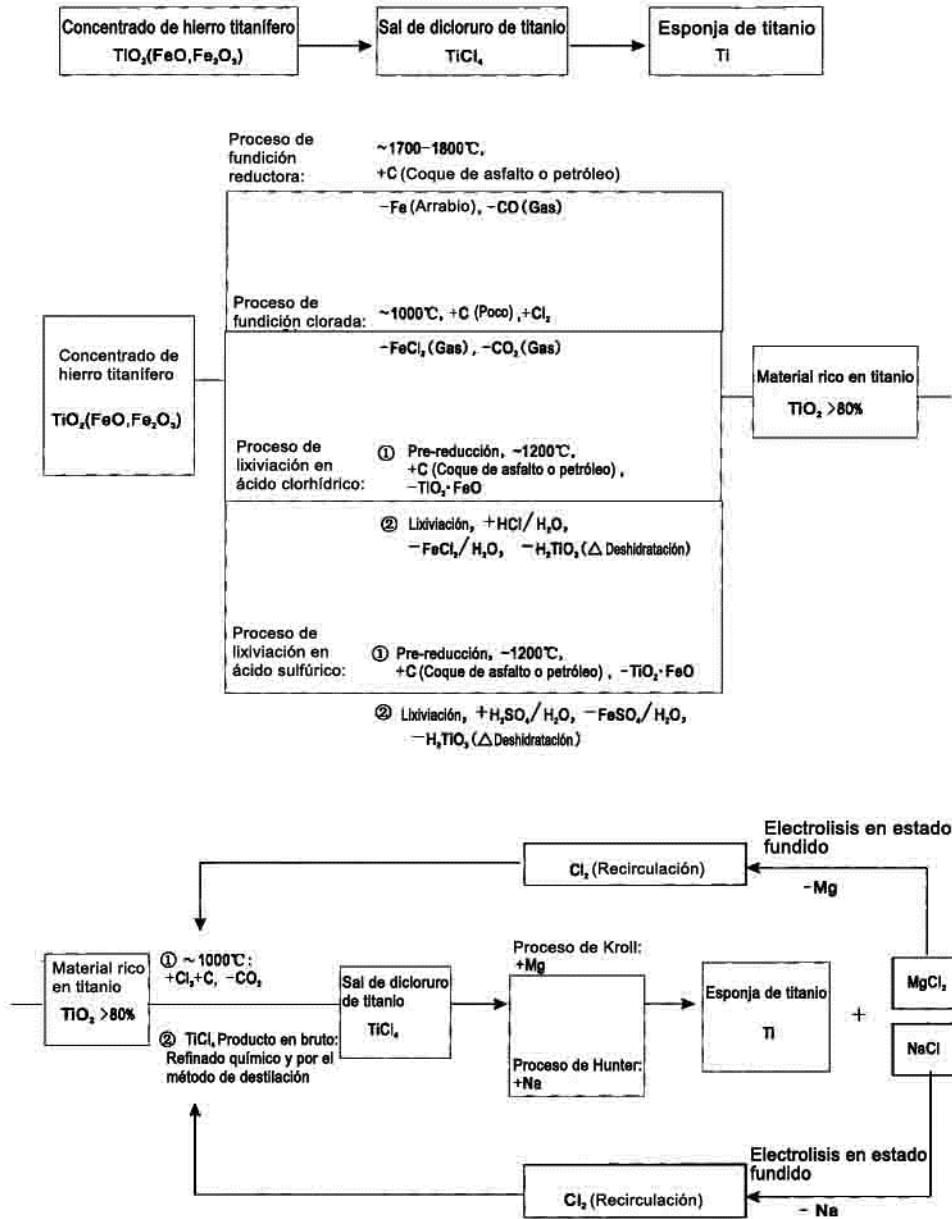 Concentrado de hierro titanífero
TiO₂(FeO,Fe₂O₃)
Sal de dicloruro de titanio
TiCl₄
Esponja de titanio
Ti
Proceso de
fundición
reductora:
~1700-1800℃,
+C (Coque de asfalto o petróleo)
-Fe (Arrabio), -CO (Gas)
Proceso de
fundición clorada:
~1000℃, +C (Poco) ,+Cl₂
-FeCl₂ (Gas) , -CO₂ (Gas)
Concentrado de
hierro titanífero
TiO₂(FeO,Fe₂O₃)
Material rico en titanio
TiO₂ >80%
Proceso de
lixiviación en
ácido clorhídrico:
① Pre-reducción, ~1200℃,
+C (Coque de asfalto o petróleo) ,
-TiO₂·FeO
② Lixiviación, +HCl/H₂O,
-FeCl₂/H₂O, -H₂TiO₃ (△ Deshidratación)
Proceso de
lixiviación en
ácido sulfúrico:
① Pre-reducción, ~1200℃,
+C (Coque de asfalto o petróleo) , -TiO₂·FeO
② Lixiviación, +H₂SO₄/H₂O, -FeSO₄/H₂O,
-H₂TiO₃ (△ Deshidratación)
Electrolisis en estado
fundido
Cl₂ (Recirculación)
-Mg
Material rico
en titanio
TiO₂ >80%
① ~1000℃:
+Cl₂+C, -CO₂
② TiCl₄ Producto en bruto:
Refinado químico y por el
método de destilación
Sal de dicloruro
de titanio
TiCl₄
Proceso de Kroll:
+Mg
Proceso de Hunter:
+Na
Esponja de titanio
Ti
+
MgCl₂
NaCl
Electrolisis en estado
fundido
Cl₂ (Recirculación)
- Na